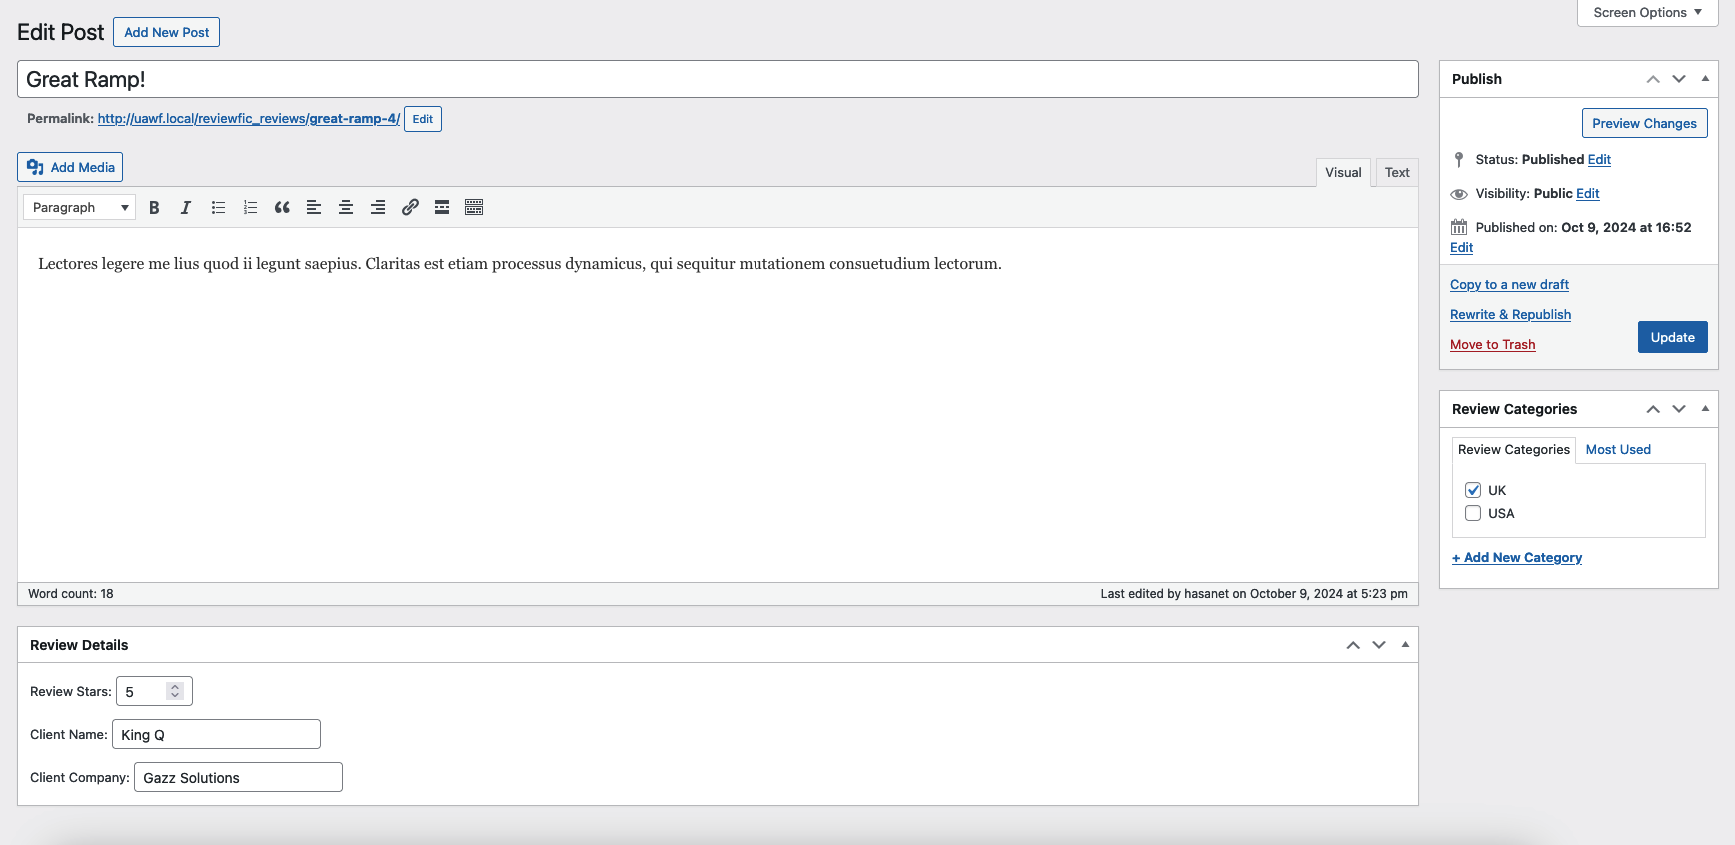 Screen Options
Edit Post
Add New Post
Great Ramp!
Permalink: http://uawf.local/reviewfic_reviews/great-ramp-4/ Edit
Add Media
Visual Text
Paragraph
Lectores legere me lius quod ii legunt saepius. Claritas est etiam processus dynamicus, qui sequitur mutationem consuetudium lectorum.
Word count: 18
Last edited by hasanet on October 9, 2024 at 5:23 pm
Review Details
Review Stars: 5
Client Name: King Q
Client Company: Gazz Solutions
Publish
Preview Changes
Status: Published Edit
Visibility: Public Edit
Published on: Oct 9, 2024 at 16:52
Edit
Copy to a new draft
Rewrite & Republish
Move to Trash
Update
Review Categories
Review Categories Most Used
UK
USA
+ Add New Category